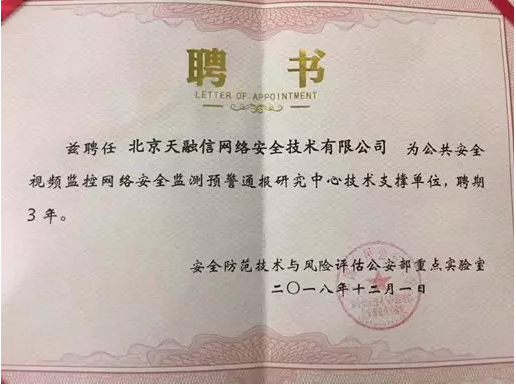 聘 书
LETTER OF APPOINTMENT
兹聘任 北京天融信网络安全技术有限公司 为公共安全
视频监控网络安全监测预警通报研究中心技术支撑单位，聘期
3 年。
安全防范技术与风险评估公安部重点实验室
二〇一八年十二月一日